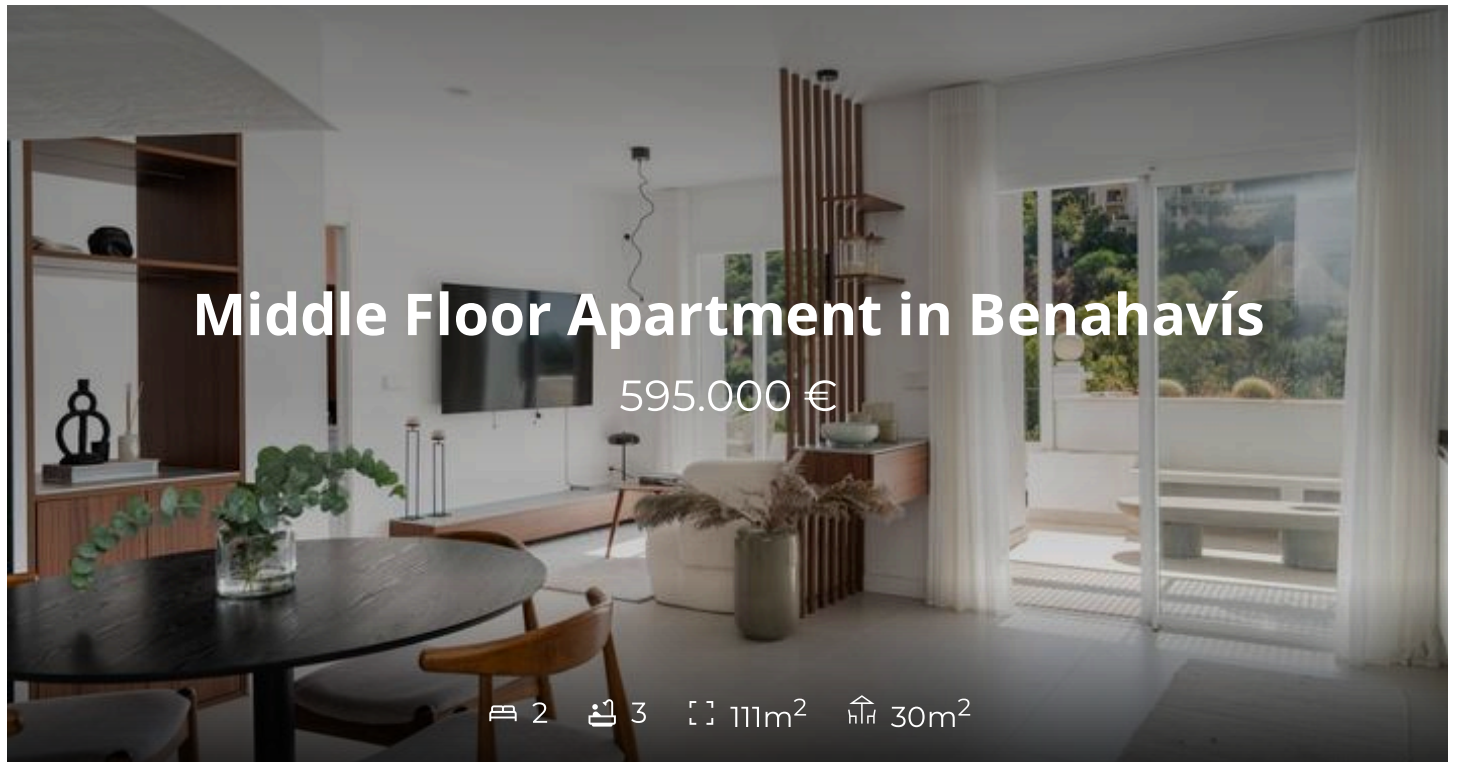 Middle Floor Apartment in Benahavís
595.000 €
2 3 111m² 30m²